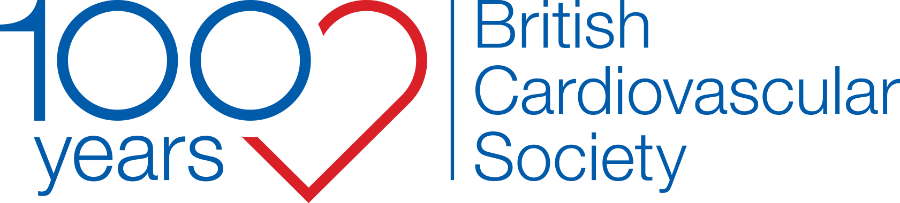 100
years
British
Cardiovascular
Society